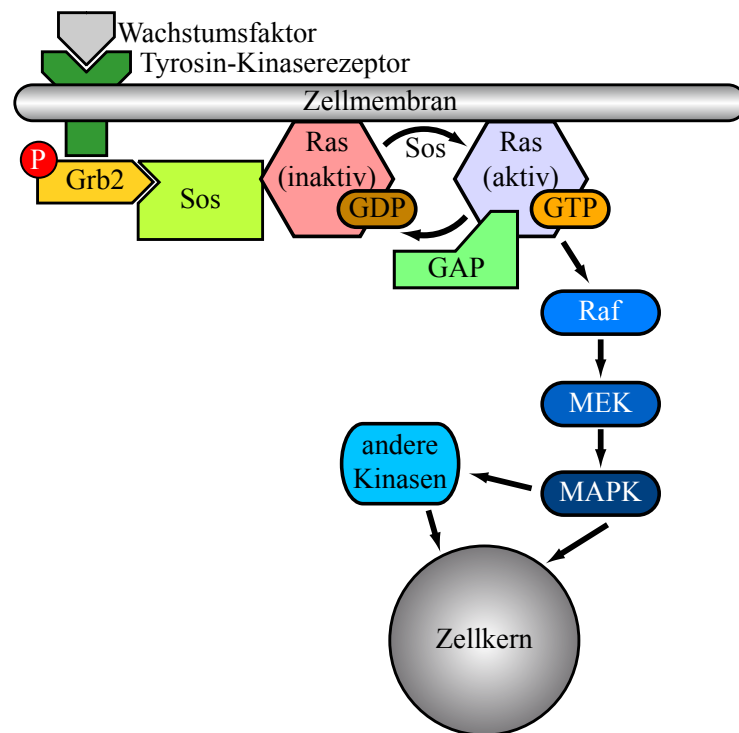 Wachstumsfaktor
Tyrosin-Kinaserezeptor
Zellmembran
P
Grb2
Sos
Ras
(inaktiv)
GDP
Sos
Ras
(aktiv)
GTP
GAP
Raf
MEK
MAPK
andere
Kinasen
Zellkern